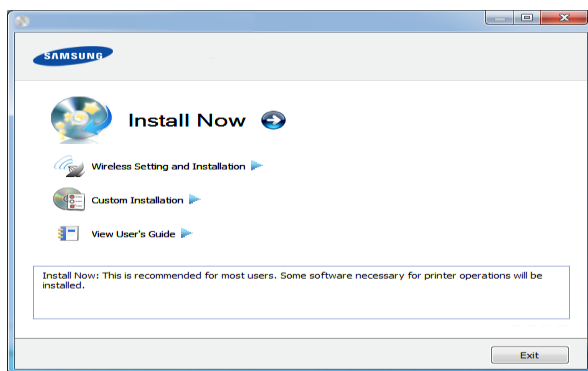 SAMSUNG
Install Now
Wireless Setting and Installation
Custom Installation
View User's Guide
Install Now: This is recommended for most users. Some software necessary for printer operations will be
installed.
Exit